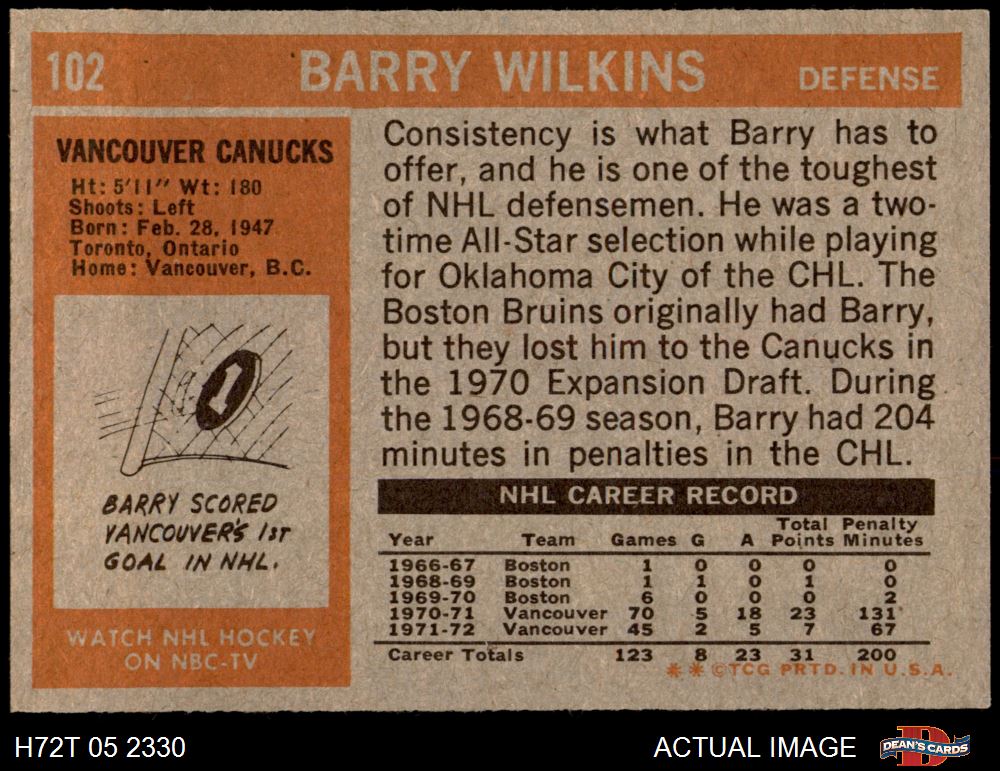 102 BARRY WILKINS DEFENSE
VANCOUVER CANUCKS
Ht: 5'11" Wt: 180
Shoots: Left
Born: Feb. 28, 1947
Toronto, Ontario
Home: Vancouver, B.C.
1
BARRY SCORED
VANCOUVER'S 1ST
GOAL IN NHL.
WATCH NHL HOCKEY
ON NBC-TV
Consistency is what Barry has to
offer, and he is one of the toughest
of NHL defensemen. He was a two-
time All-Star selection while playing
for Oklahoma City of the CHL. The
Boston Bruins originally had Barry,
but they lost him to the Canucks in
the 1970 Expansion Draft. During
the 1968-69 season, Barry had 204
minutes in penalties in the CHL.
NHL CAREER RECORD
Total Penalty
Year Team Games G A Points Minutes
1966-67 Boston 1 0 0 0 0
1968-69 Boston 1 1 0 1 0
1969-70 Boston 6 0 0 0 2
1970-71 Vancouver 70 5 18 23 131
1971-72 Vancouver 45 2 5 7 67
Career Totals 123 8 23 31 200
* * ©TCG PRTD. IN U.S.A.
H72T 05 2330 ACTUAL IMAGE DEAN'S CARDS